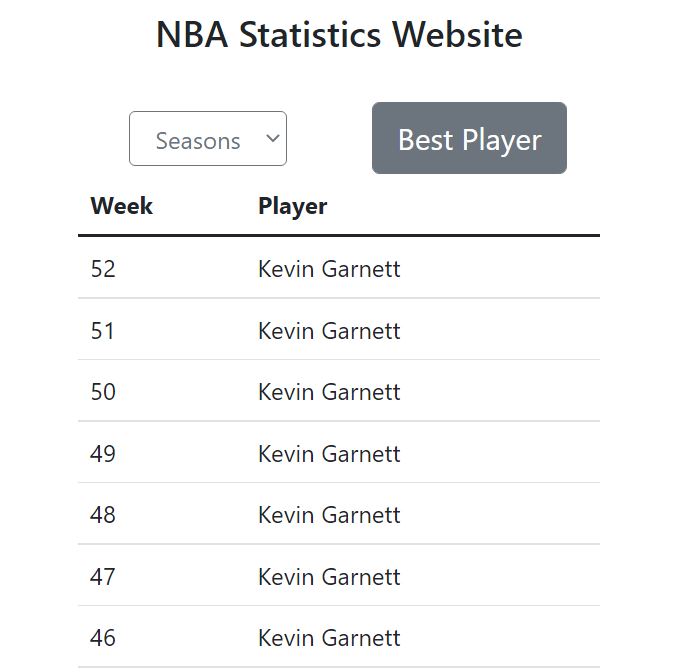 NBA Statistics Website
Seasons Best Player
Week Player
52 Kevin Garnett
51 Kevin Garnett
50 Kevin Garnett
49 Kevin Garnett
48 Kevin Garnett
47 Kevin Garnett
46 Kevin Garnett